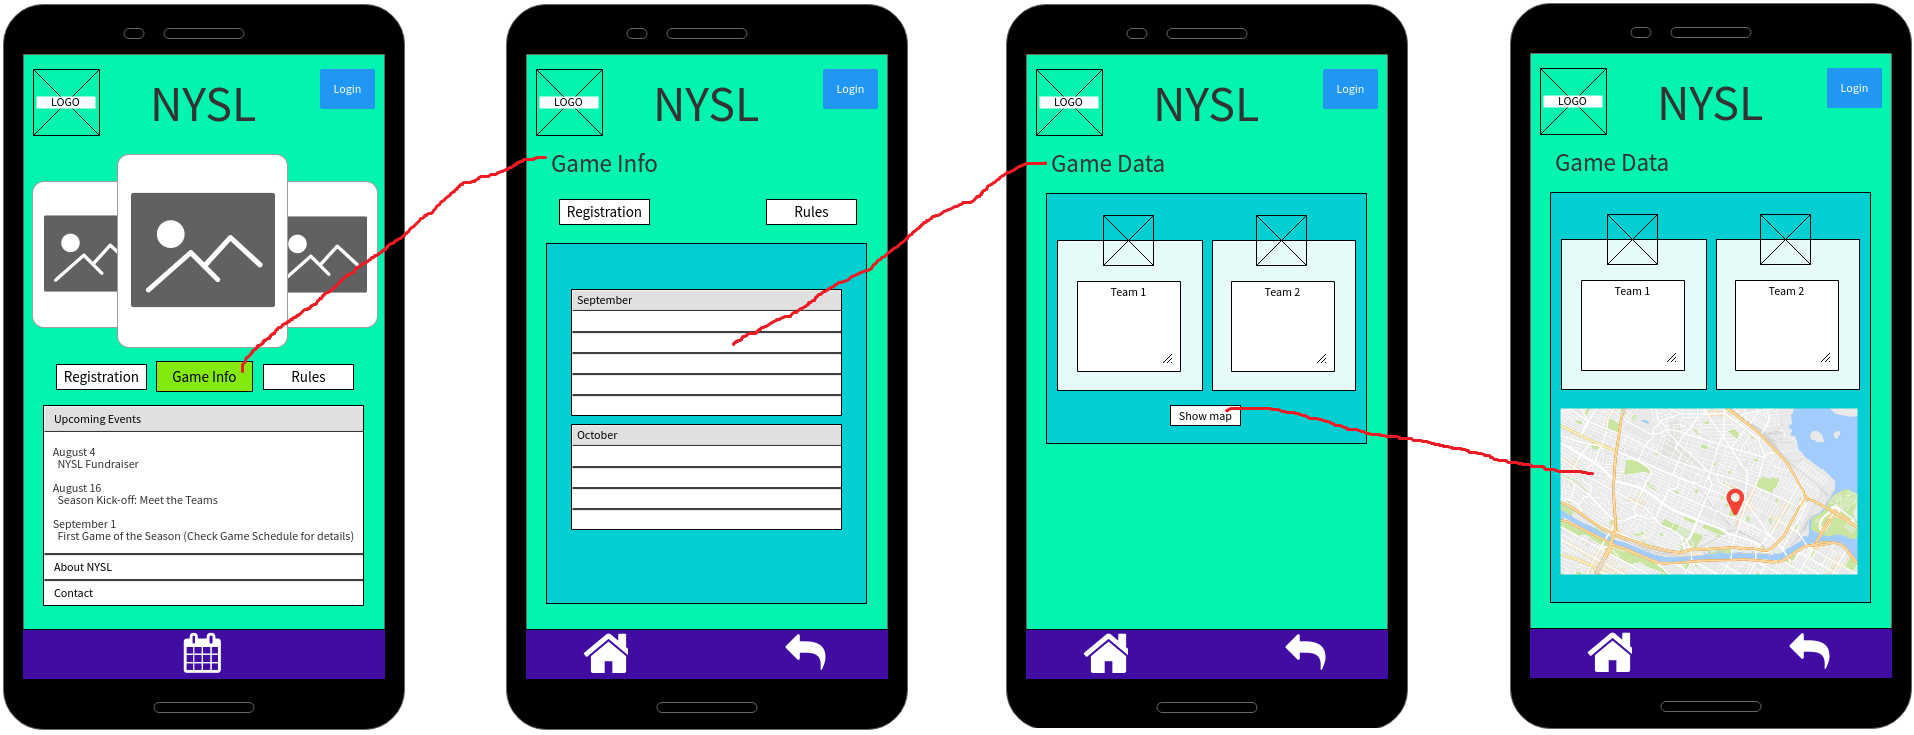 LOGO
NYSL
Login
Registration
Game Info
Rules
Upcoming Events
August 4
NYSL Fundraiser
August 16
Season Kick-off: Meet the Teams
September 1
First Game of the Season (Check Game Schedule for details)
About NYSL
Contact
LOGO
NYSL
Login
Game Info
Registration
Rules
September
October
LOGO
NYSL
Login
Game Data
Team 1
Team 2
Show map
LOGO
NYSL
Login
Game Data
Team 1
Team 2